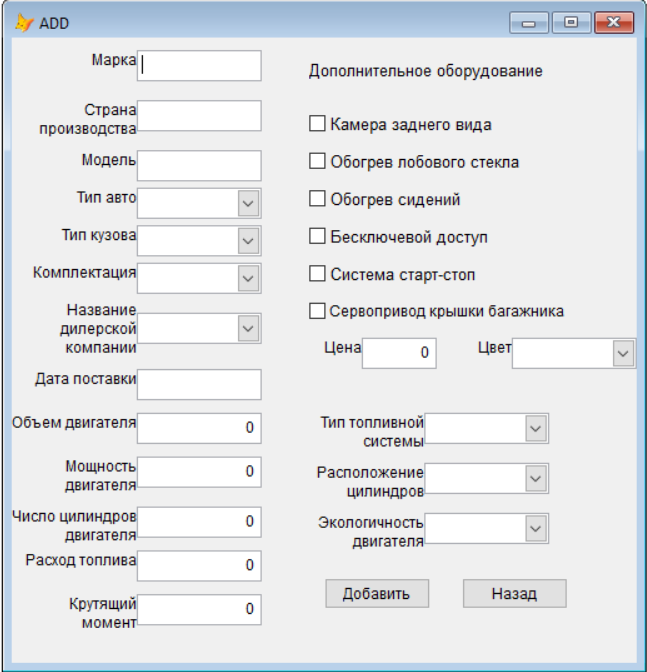 ADD
Марка
Страна
производства
Модель
Тип авто
Тип кузова
Комплектация
Название
дилерской
компании
Дата поставки
Объем двигателя 0
Мощность
двигателя 0
Число цилиндров
двигателя 0
Расход топлива 0
Крутящий
момент 0
Дополнительное оборудование
Камера заднего вида
Обогрев лобового стекла
Обогрев сидений
Бесключевой доступ
Система старт-стоп
Сервопривод крышки багажника
Цена 0 Цвет
Тип топливной
системы
Расположение
цилиндров
Экологичность
двигателя
Добавить Назад